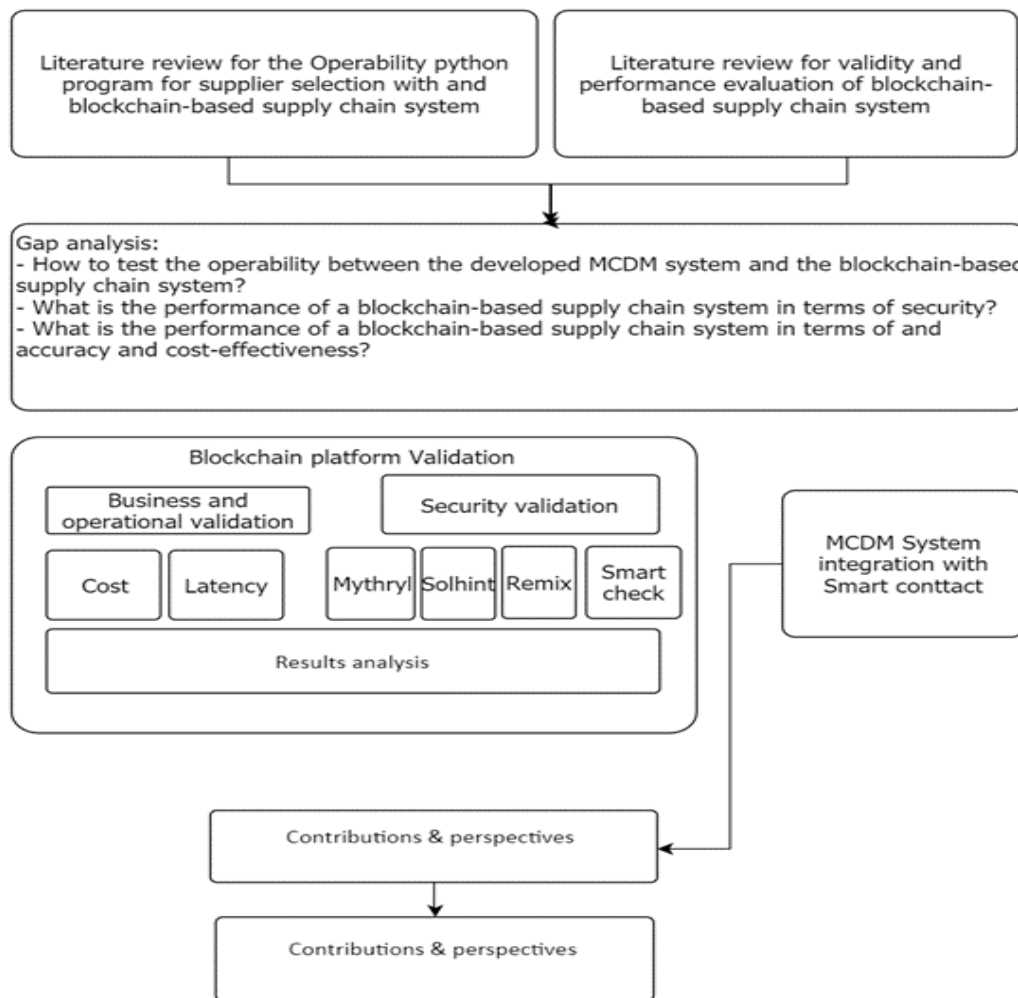 Literature review for the Operability python
program for supplier selection with and
blockchain-based supply chain system
Literature review for validity and
performance evaluation of blockchain-
based supply chain system
Gap analysis:
- How to test the operability between the developed MCDM system and the blockchain-based
supply chain system?
- What is the performance of a blockchain-based supply chain system in terms of security?
- What is the performance of a blockchain-based supply chain system in terms of and
accuracy and cost-effectiveness?
Blockchain platform Validation
Business and
operational validation
Security validation
Cost
Latency
Mythryl
Solhint
Remix
Smart
check
Results analysis
MCDM System
integration with
Smart conttact
Contributions & perspectives
Contributions & perspectives